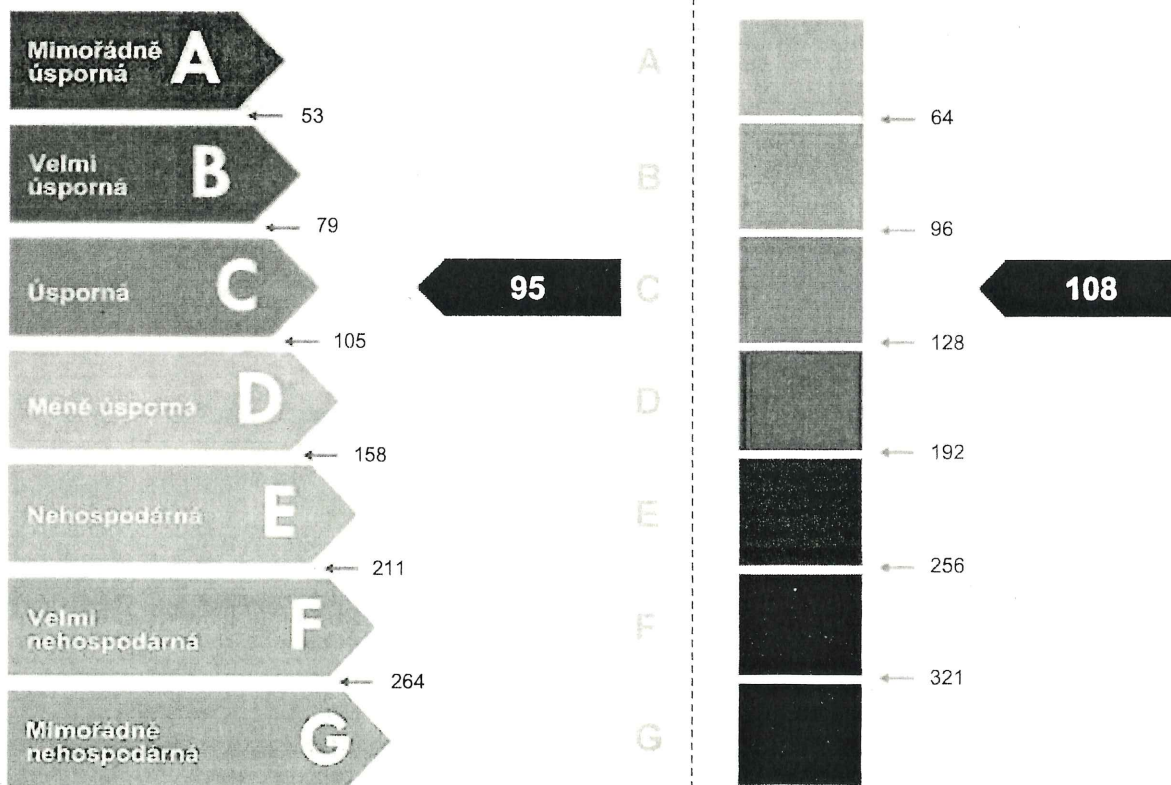 Mimořádně
úsporná
A
A
53
64
Velmi
úsporná
B
B
79
96
Úsporná
C
95
C
108
105
128
Méně úsporná
D
D
158
192
Nehospodárná
E
E
211
256
Velmi
nehospodárná
F
F
264
321
Mimořádně
nehospodárná
G
G